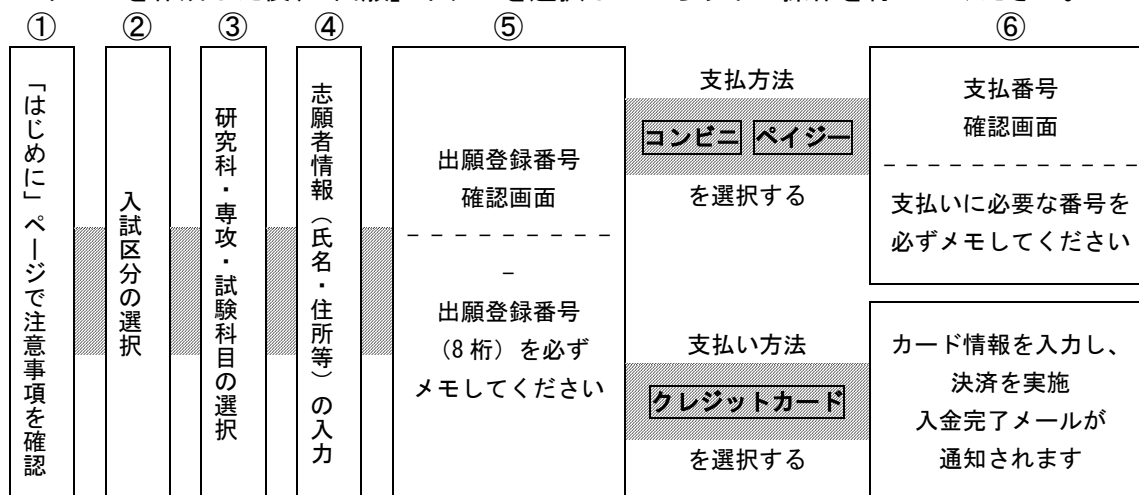 ①
②
③
④
⑤
⑥
「はじめに」ページで注意事項を確認
入試区分の選択
研究科・専攻・試験科目の選択
志願者情報（氏名・住所等）の入力
出願登録番号
確認画面
出願登録番号
（8 桁）を必ず
メモしてください
支払方法
コンビニ ペイジー
を選択する
支払い方法
クレジットカード
を選択する
支払番号
確認画面
支払いに必要な番号を
必ずメモしてください
カード情報を入力し、
決済を実施
入金完了メールが
通知されます